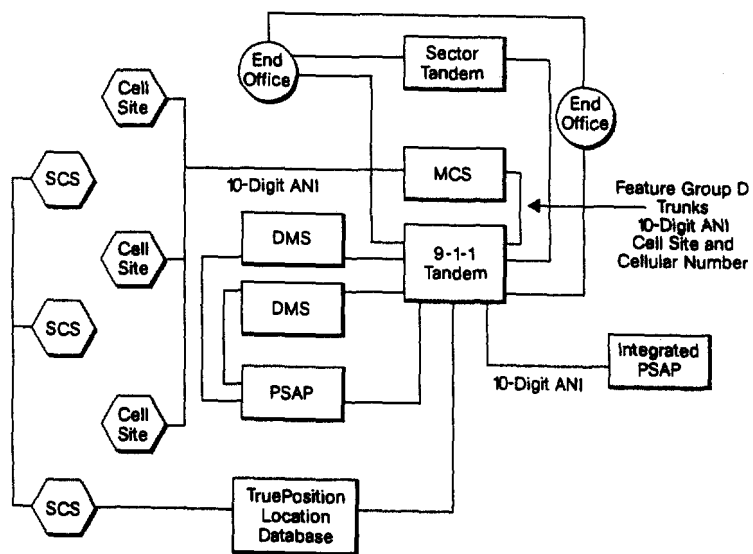 End
Office
Sector
Tandem
Cell
Site
End
Office
SCS
10-Digit ANI
MCS
Feature Group D
Trunks
10-Digit ANI
Cell Site and
Cellular Number
Cell
Site
DMS
9-1-1
Tandem
SCS
DMS
Integrated
PSAP
Cell
Site
PSAP
10-Digit ANI
SCS
TruePosition
Location
Database